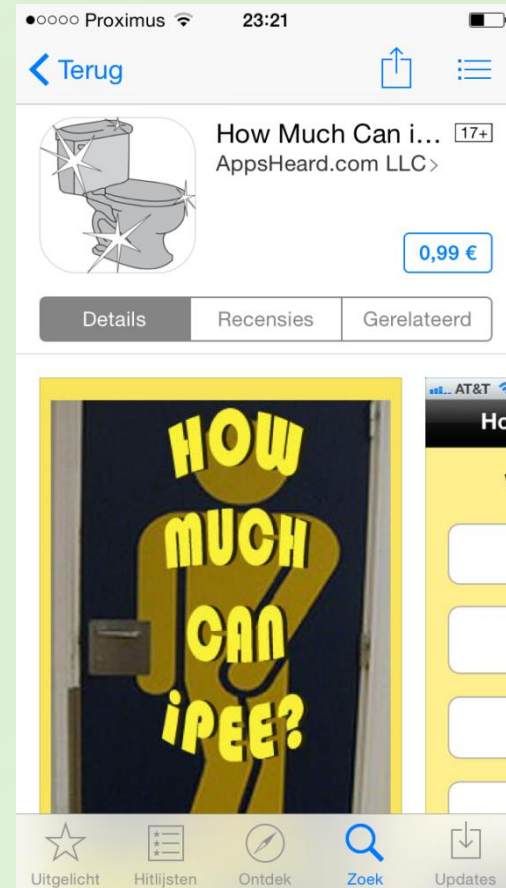 Proximus 23:21
Terug
How Much Can i... 17+
AppsHeard.com LLC>
0,99 €
Details Recensies Gerelateerd
HOW
MUCH
CAN
iPEE?
AT&T
Ho
Uitgelicht Hitlijsten Ontdek Zoek Updates